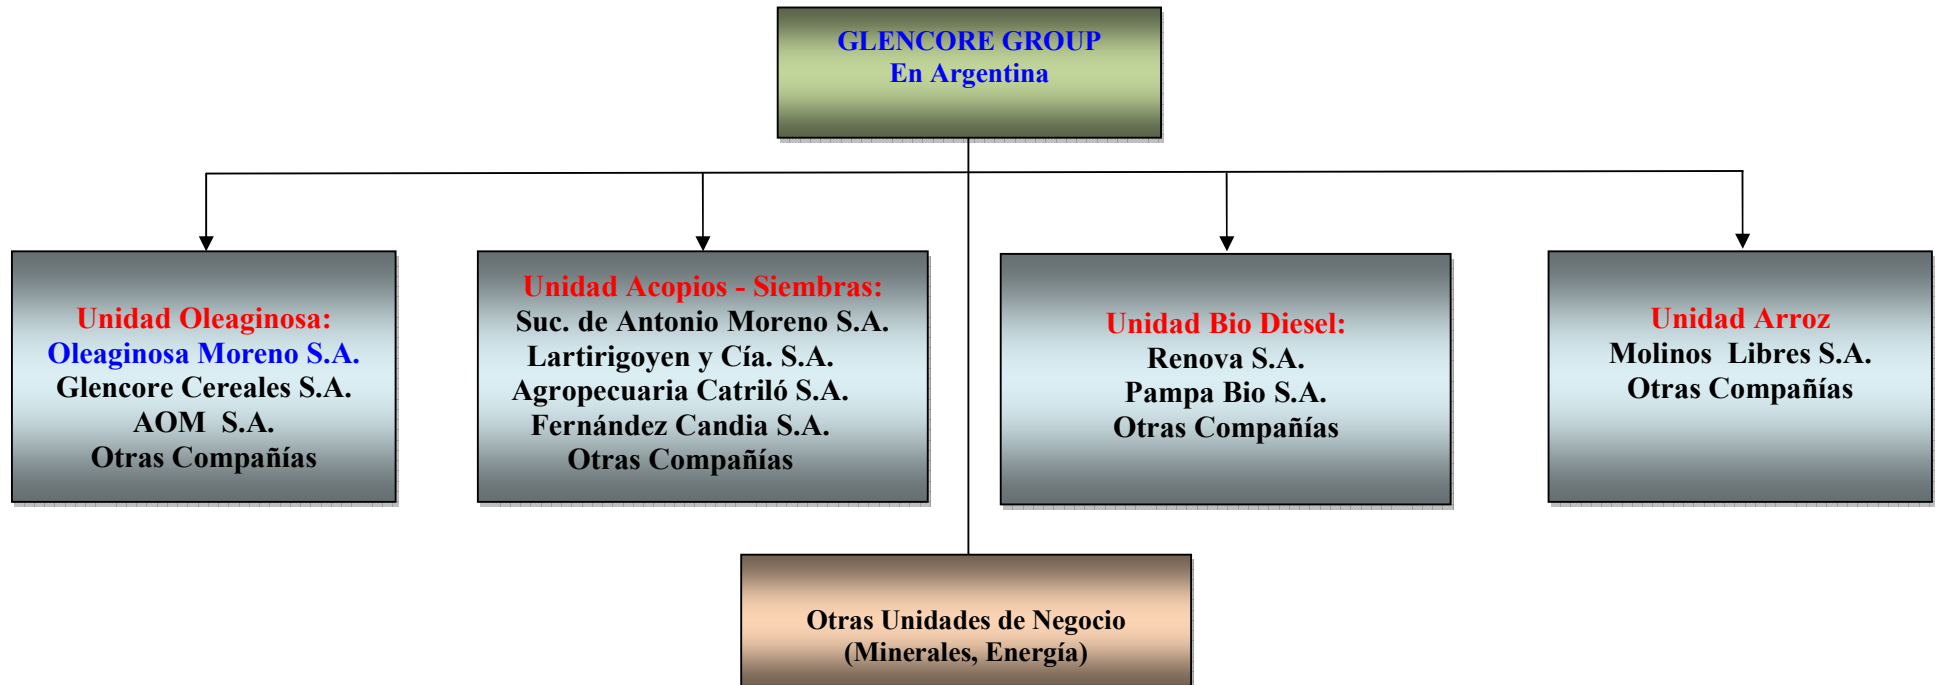 GLENCORE GROUP
En Argentina
Unidad Oleaginosa:
Oleaginosa Moreno S.A.
Glencore Cereales S.A.
AOM S.A.
Otras Compañías
Unidad Acopios - Siembras:
Suc. de Antonio Moreno S.A.
Lartirigoyen y Cía. S.A.
Agropecuaria Catriló S.A.
Fernández Candia S.A.
Otras Compañías
Unidad Bio Diesel:
Renova S.A.
Pampa Bio S.A.
Otras Compañías
Unidad Arroz
Molinos Libres S.A.
Otras Compañías
Otras Unidades de Negocio
(Minerales, Energía)